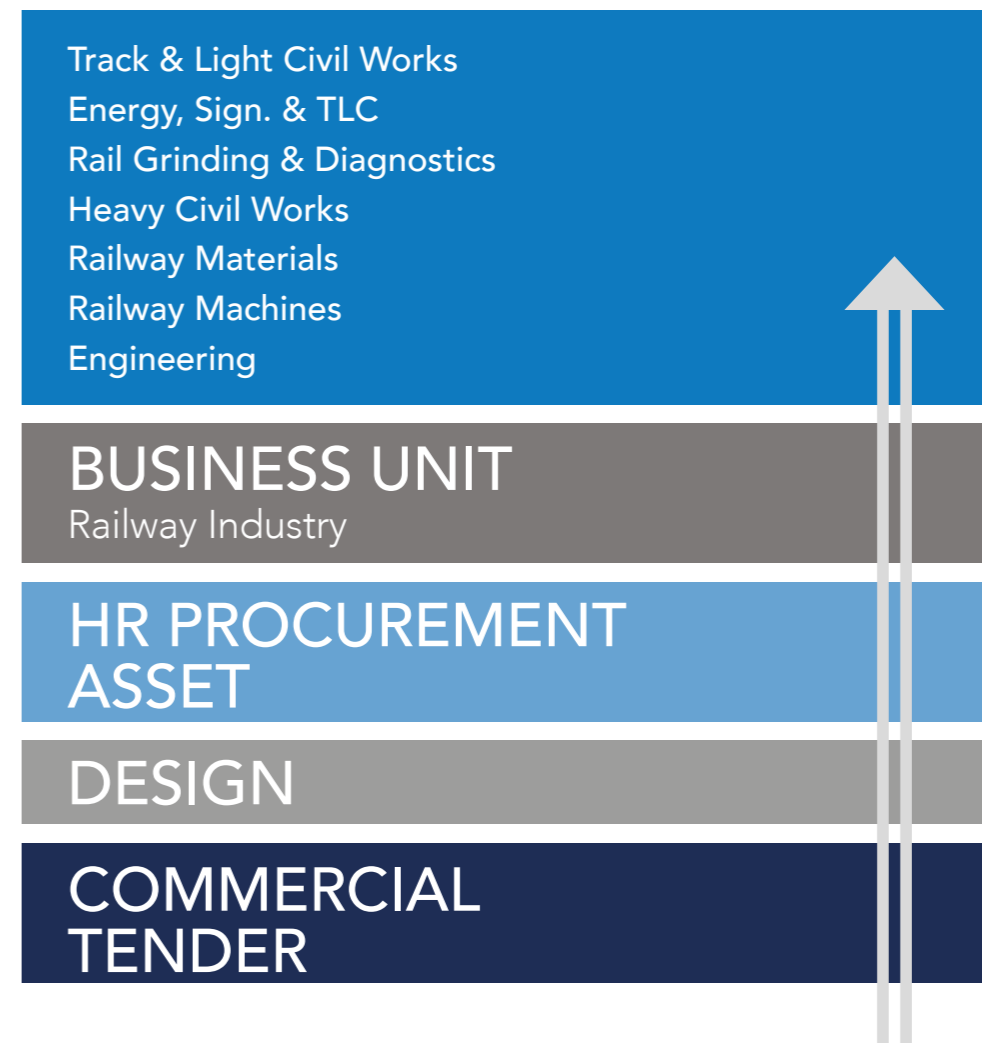 Track & Light Civil Works
Energy, Sign. & TLC
Rail Grinding & Diagnostics
Heavy Civil Works
Railway Materials
Railway Machines
Engineering
BUSINESS UNIT
Railway Industry
HR PROCUREMENT
ASSET
DESIGN
COMMERCIAL
TENDER